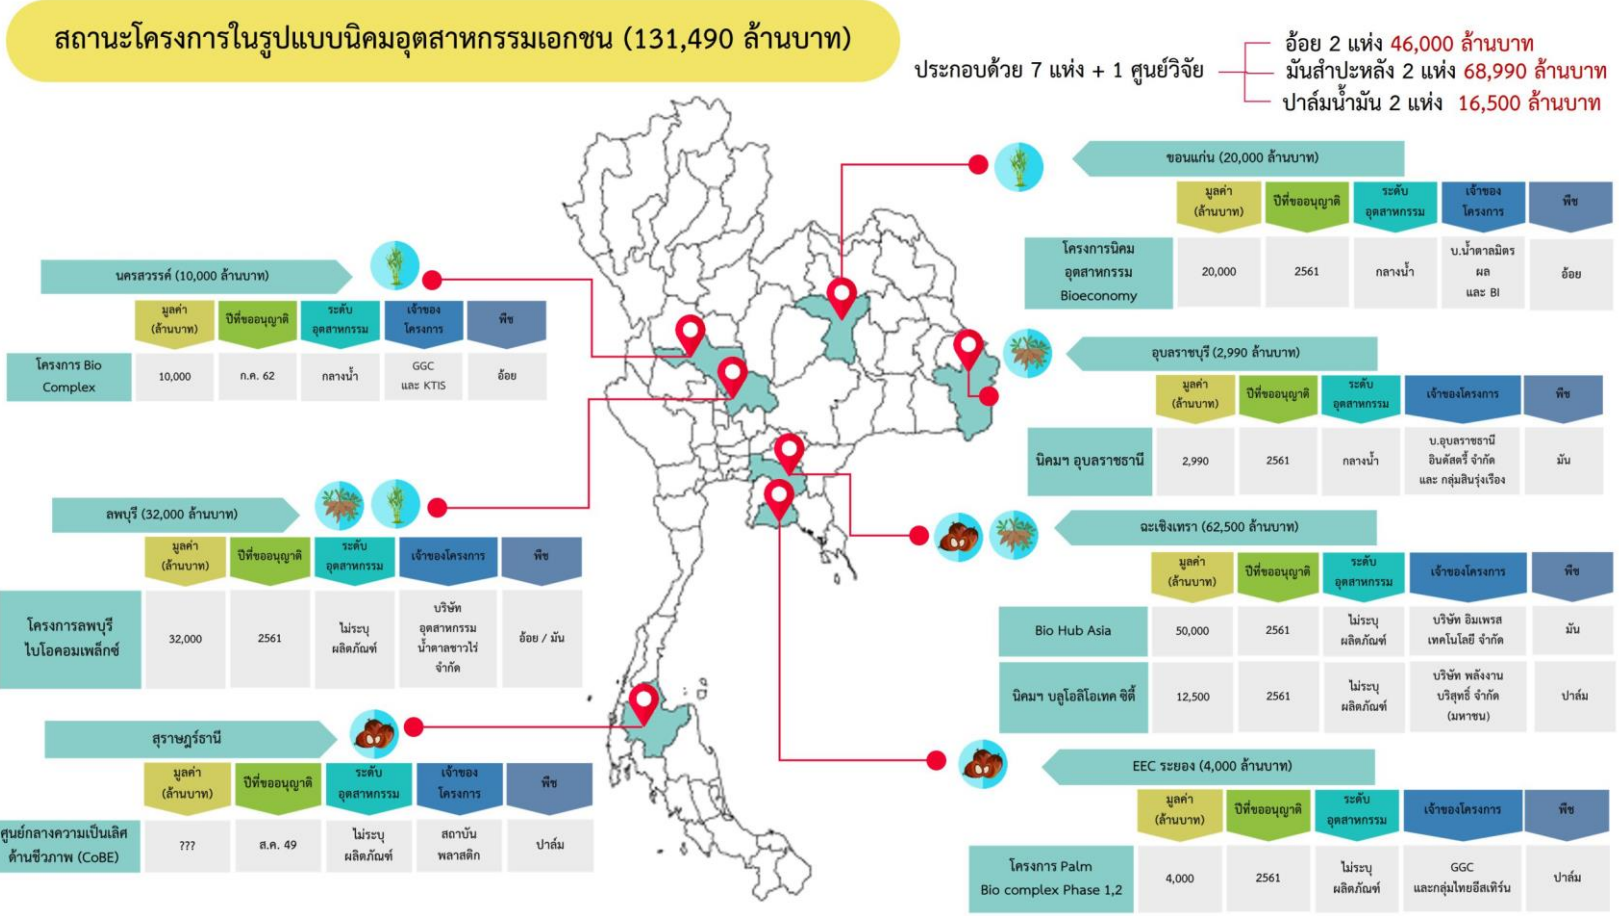 สถานะโครงการในรูปแบบนิคมอุตสาหกรรมเอกชน (131,490 ล้านบาท)
ประกอบด้วย 7 แห่ง + 1 ศูนย์วิจัย
อ้อย 2 แห่ง 46,000 ล้านบาท
มันสำปะหลัง 2 แห่ง 68,990 ล้านบาท
ปาล์มน้ำมัน 2 แห่ง 16,500 ล้านบาท
นครสวรรค์ (10,000 ล้านบาท)
มูลค่า
(ล้านบาท)
ปีที่ขออนุญาติ
ระดับ
อุตสาหกรรม
เจ้าของ
โครงการ
พืช
โครงการ Bio
Complex
10,000
ก.ค. 62
กลางน้ำ
GGC
และ KTIS
อ้อย
ลพบุรี (32,000 ล้านบาท)
มูลค่า
(ล้านบาท)
ปีที่ขออนุญาติ
ระดับ
อุตสาหกรรม
เจ้าของโครงการ
พืช
โครงการลพบุรี
ไบโอคอมเพล็กซ์
32,000
2561
ไม่ระบุ
ผลิตภัณฑ์
บริษัท
อุตสาหกรรม
น้ำตาลชาวไร่
จำกัด
อ้อย / มัน
สุราษฎร์ธานี
มูลค่า
(ล้านบาท)
ปีที่ขออนุญาติ
ระดับ
อุตสาหกรรม
เจ้าของ
โครงการ
พืช
ศูนย์กลางความเป็นเลิศ
ด้านชีวภาพ (CoBE)
???
ส.ค. 49
ไม่ระบุ
ผลิตภัณฑ์
สถาบัน
พลาสติก
ปาล์ม
ขอนแก่น (20,000 ล้านบาท)
มูลค่า
(ล้านบาท)
ปีที่ขออนุญาติ
ระดับ
อุตสาหกรรม
เจ้าของ
โครงการ
พืช
โครงการนิคม
อุตสาหกรรม
Bioeconomy
20,000
2561
กลางน้ำ
บ.น้ำตาลมิตร
ผล
และ BI
อ้อย
อุบลราชบุรี (2,990 ล้านบาท)
มูลค่า
(ล้านบาท)
ปีที่ขออนุญาติ
ระดับ
อุตสาหกรรม
เจ้าของโครงการ
พืช
นิคมฯ อุบลราชธานี
2,990
2561
กลางน้ำ
บ.อุบลราชธานี
อินดัสตรี้ จำกัด
และ กลุ่มสินรุ่งเรือง
มัน
ฉะเชิงเทรา (62,500 ล้านบาท)
มูลค่า
(ล้านบาท)
ปีที่ขออนุญาติ
ระดับ
อุตสาหกรรม
เจ้าของโครงการ
พืช
Bio Hub Asia
50,000
2561
ไม่ระบุ
ผลิตภัณฑ์
บริษัท อิมเพรส
เทคโนโลยี จำกัด
มัน
นิคมฯ บลูโอลิโอเทค ซิตี้
12,500
2561
ไม่ระบุ
ผลิตภัณฑ์
บริษัท พลังงาน
บริสุทธิ์ จำกัด
(มหาชน)
ปาล์ม
EEC ระยอง (4,000 ล้านบาท)
มูลค่า
(ล้านบาท)
ปีที่ขออนุญาติ
ระดับ
อุตสาหกรรม
เจ้าของโครงการ
พืช
โครงการ Palm
Bio complex Phase 1,2
4,000
2561
ไม่ระบุ
ผลิตภัณฑ์
GGC
และกลุ่มไทยอีสเทิร์น
ปาล์ม